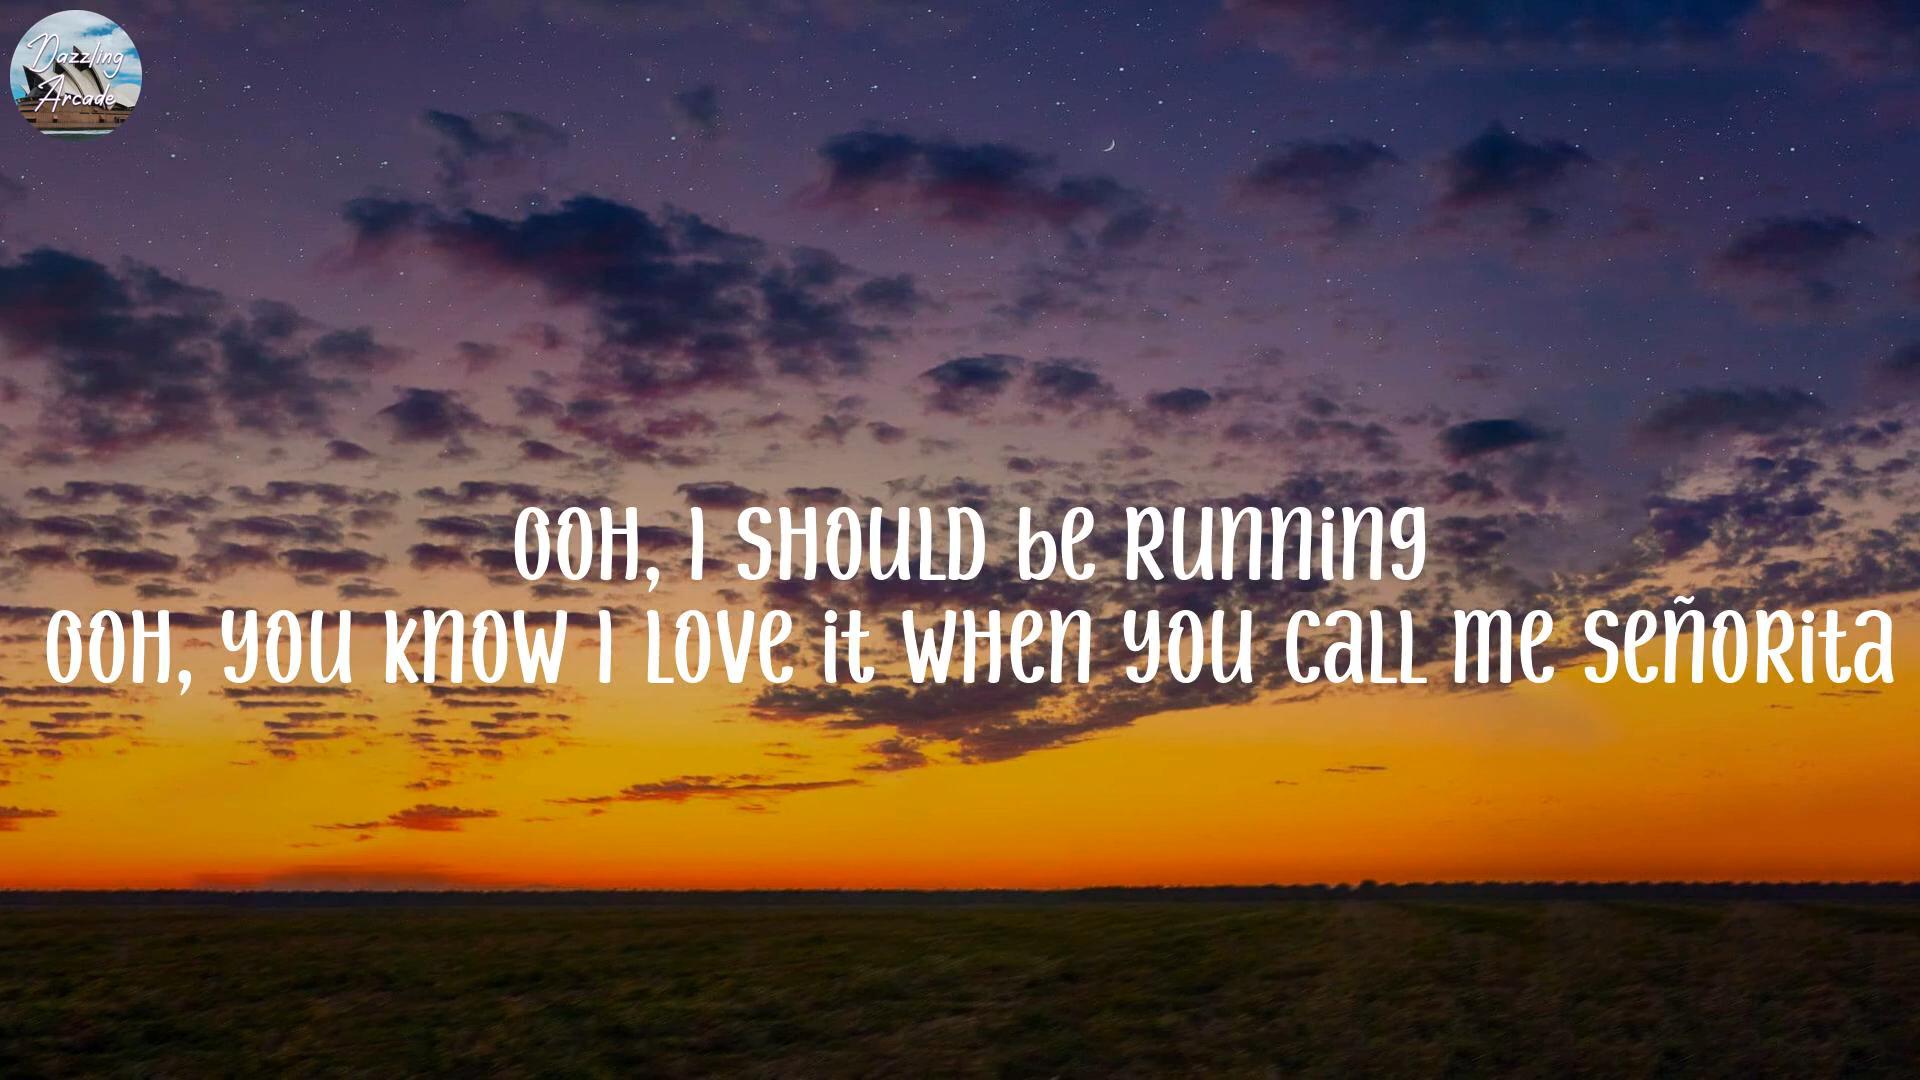 Dazzling
Arcade
OOH, I SHOULD be RUNNING
OOH, YOU KNOW I LOVE it WHEN YOU CALL ME SEÑORITA